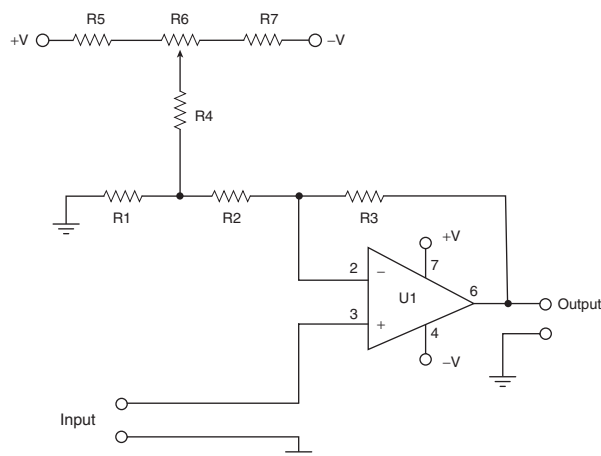 R5 R6 R7
+V −V
R4
R1 R2 R3
+V
2 − 7
U1 6
Output
3 + 4
−V
Input